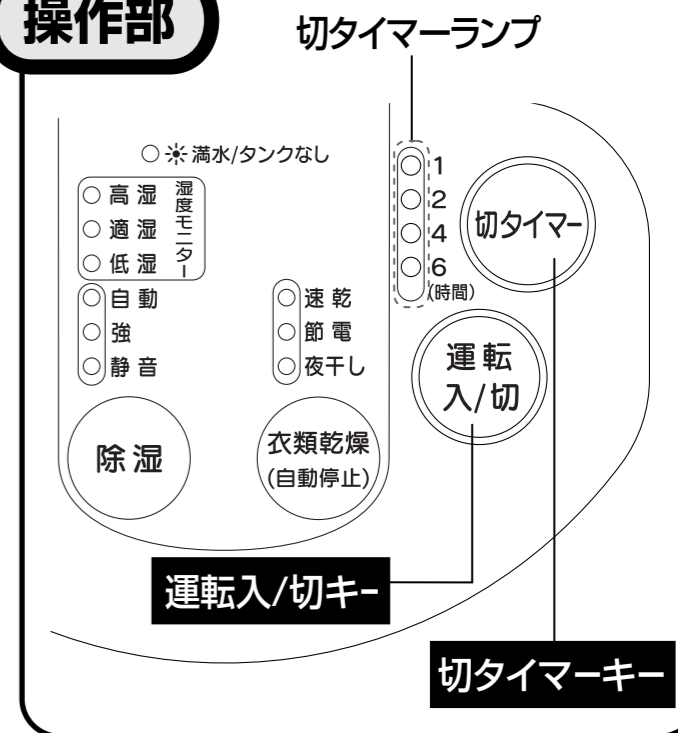 操作部
切タイマーランプ
満水/タンクなし
高湿
適湿
低湿
湿度モニター
自動
強
静音
速乾
節電
夜干し
1
2
4
6
(時間)
切タイマー
運転
入/切
除湿
衣類乾燥
(自動停止)
運転入/切キー
切タイマーキー